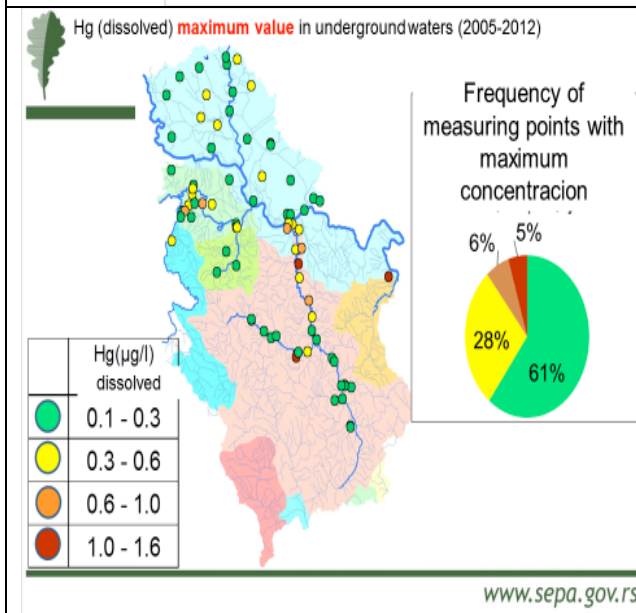 Hg (dissolved) maximum value in underground waters (2005-2012)
Frequency of
measuring points with
maximum
concentracion
6%
5%
28%
61%
Hg(µg/l)
dissolved
0.1 - 0.3
0.3 - 0.6
0.6 - 1.0
1.0 - 1.6
www.sepa.gov.rs